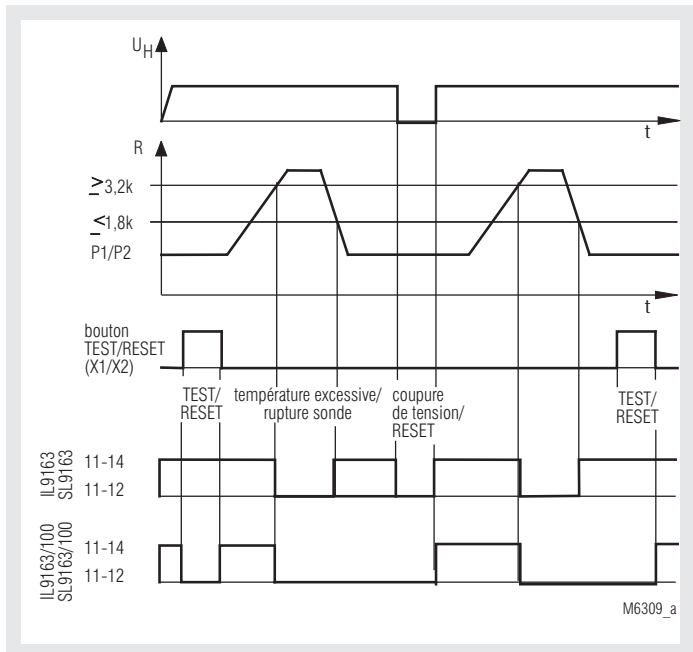 UH
t
R
≥3,2k
≤1,8k
P1/P2
t
bouton
TEST/RESET
(X1/X2)
TEST/
RESET
température excessive/
rupture sonde
coupure
de tension/
RESET
TEST/
RESET
IL9163
SL9163
11-14
11-12
IL9163/100
SL9163/100
11-14
11-12
M6309_a